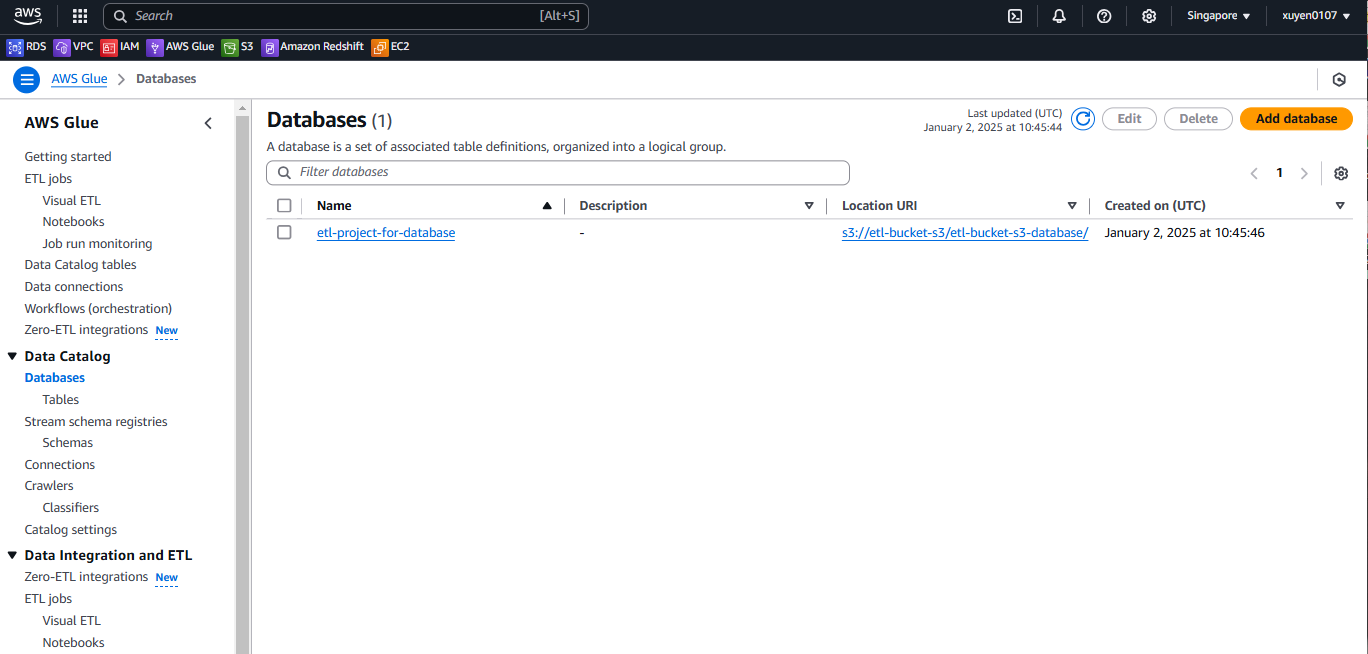 aws Search [Alt+S] Singapore xuyen0107
RDS VPC IAM AWS Glue S3 Amazon Redshift EC2
AWS Glue Databases
AWS Glue
Getting started
ETL jobs
Visual ETL
Notebooks
Job run monitoring
Data Catalog tables
Data connections
Workflows (orchestration)
Zero-ETL integrations New
Data Catalog
Databases
Tables
Stream schema registries
Schemas
Connections
Crawlers
Classifiers
Catalog settings
Data Integration and ETL
Zero-ETL integrations New
ETL jobs
Visual ETL
Notebooks
Databases (1)
Last updated (UTC)
January 2, 2025 at 10:45:44
Edit Delete Add database
A database is a set of associated table definitions, organized into a logical group.
Filter databases
1
Name Description Location URI Created on (UTC)
etl-project-for-database - s3://etl-bucket-s3/etl-bucket-s3-database/ January 2, 2025 at 10:45:46